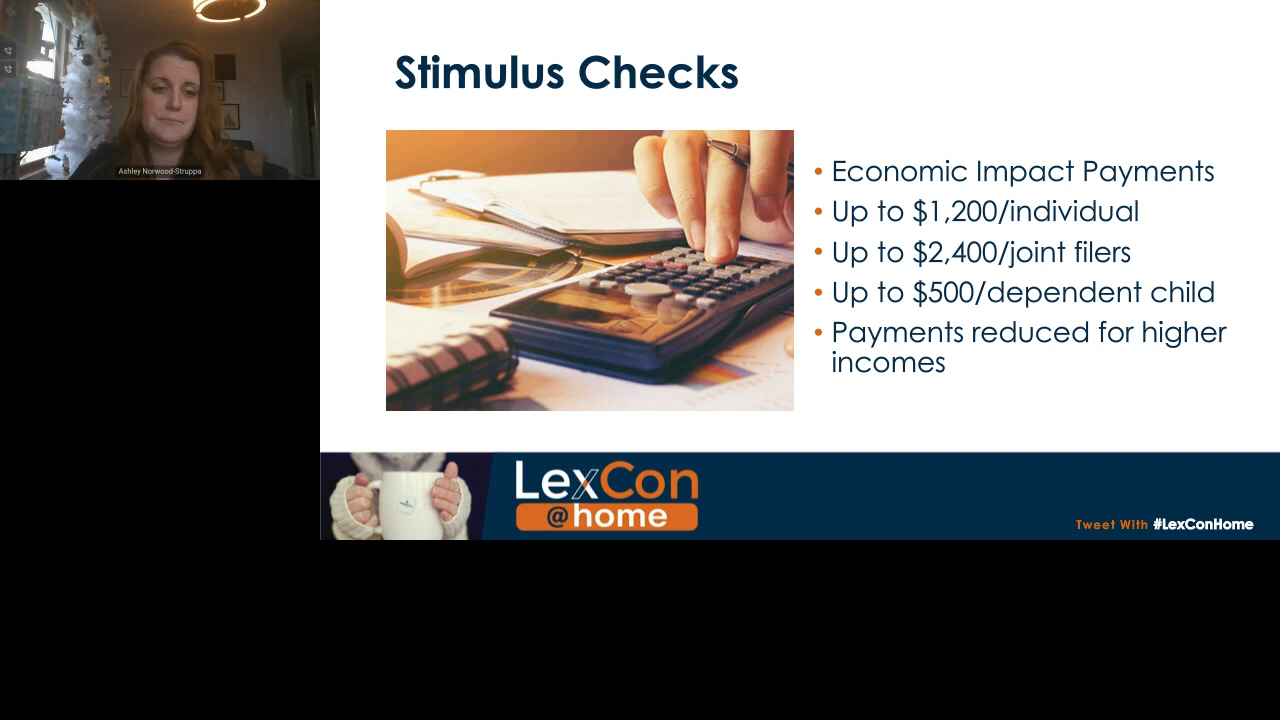 Ashley Norwood-Struppa
Stimulus Checks
• Economic Impact Payments
• Up to $1,200/individual
• Up to $2,400/joint filers
• Up to $500/dependent child
• Payments reduced for higher
incomes
LexCon
@home
Tweet With #LexConHome